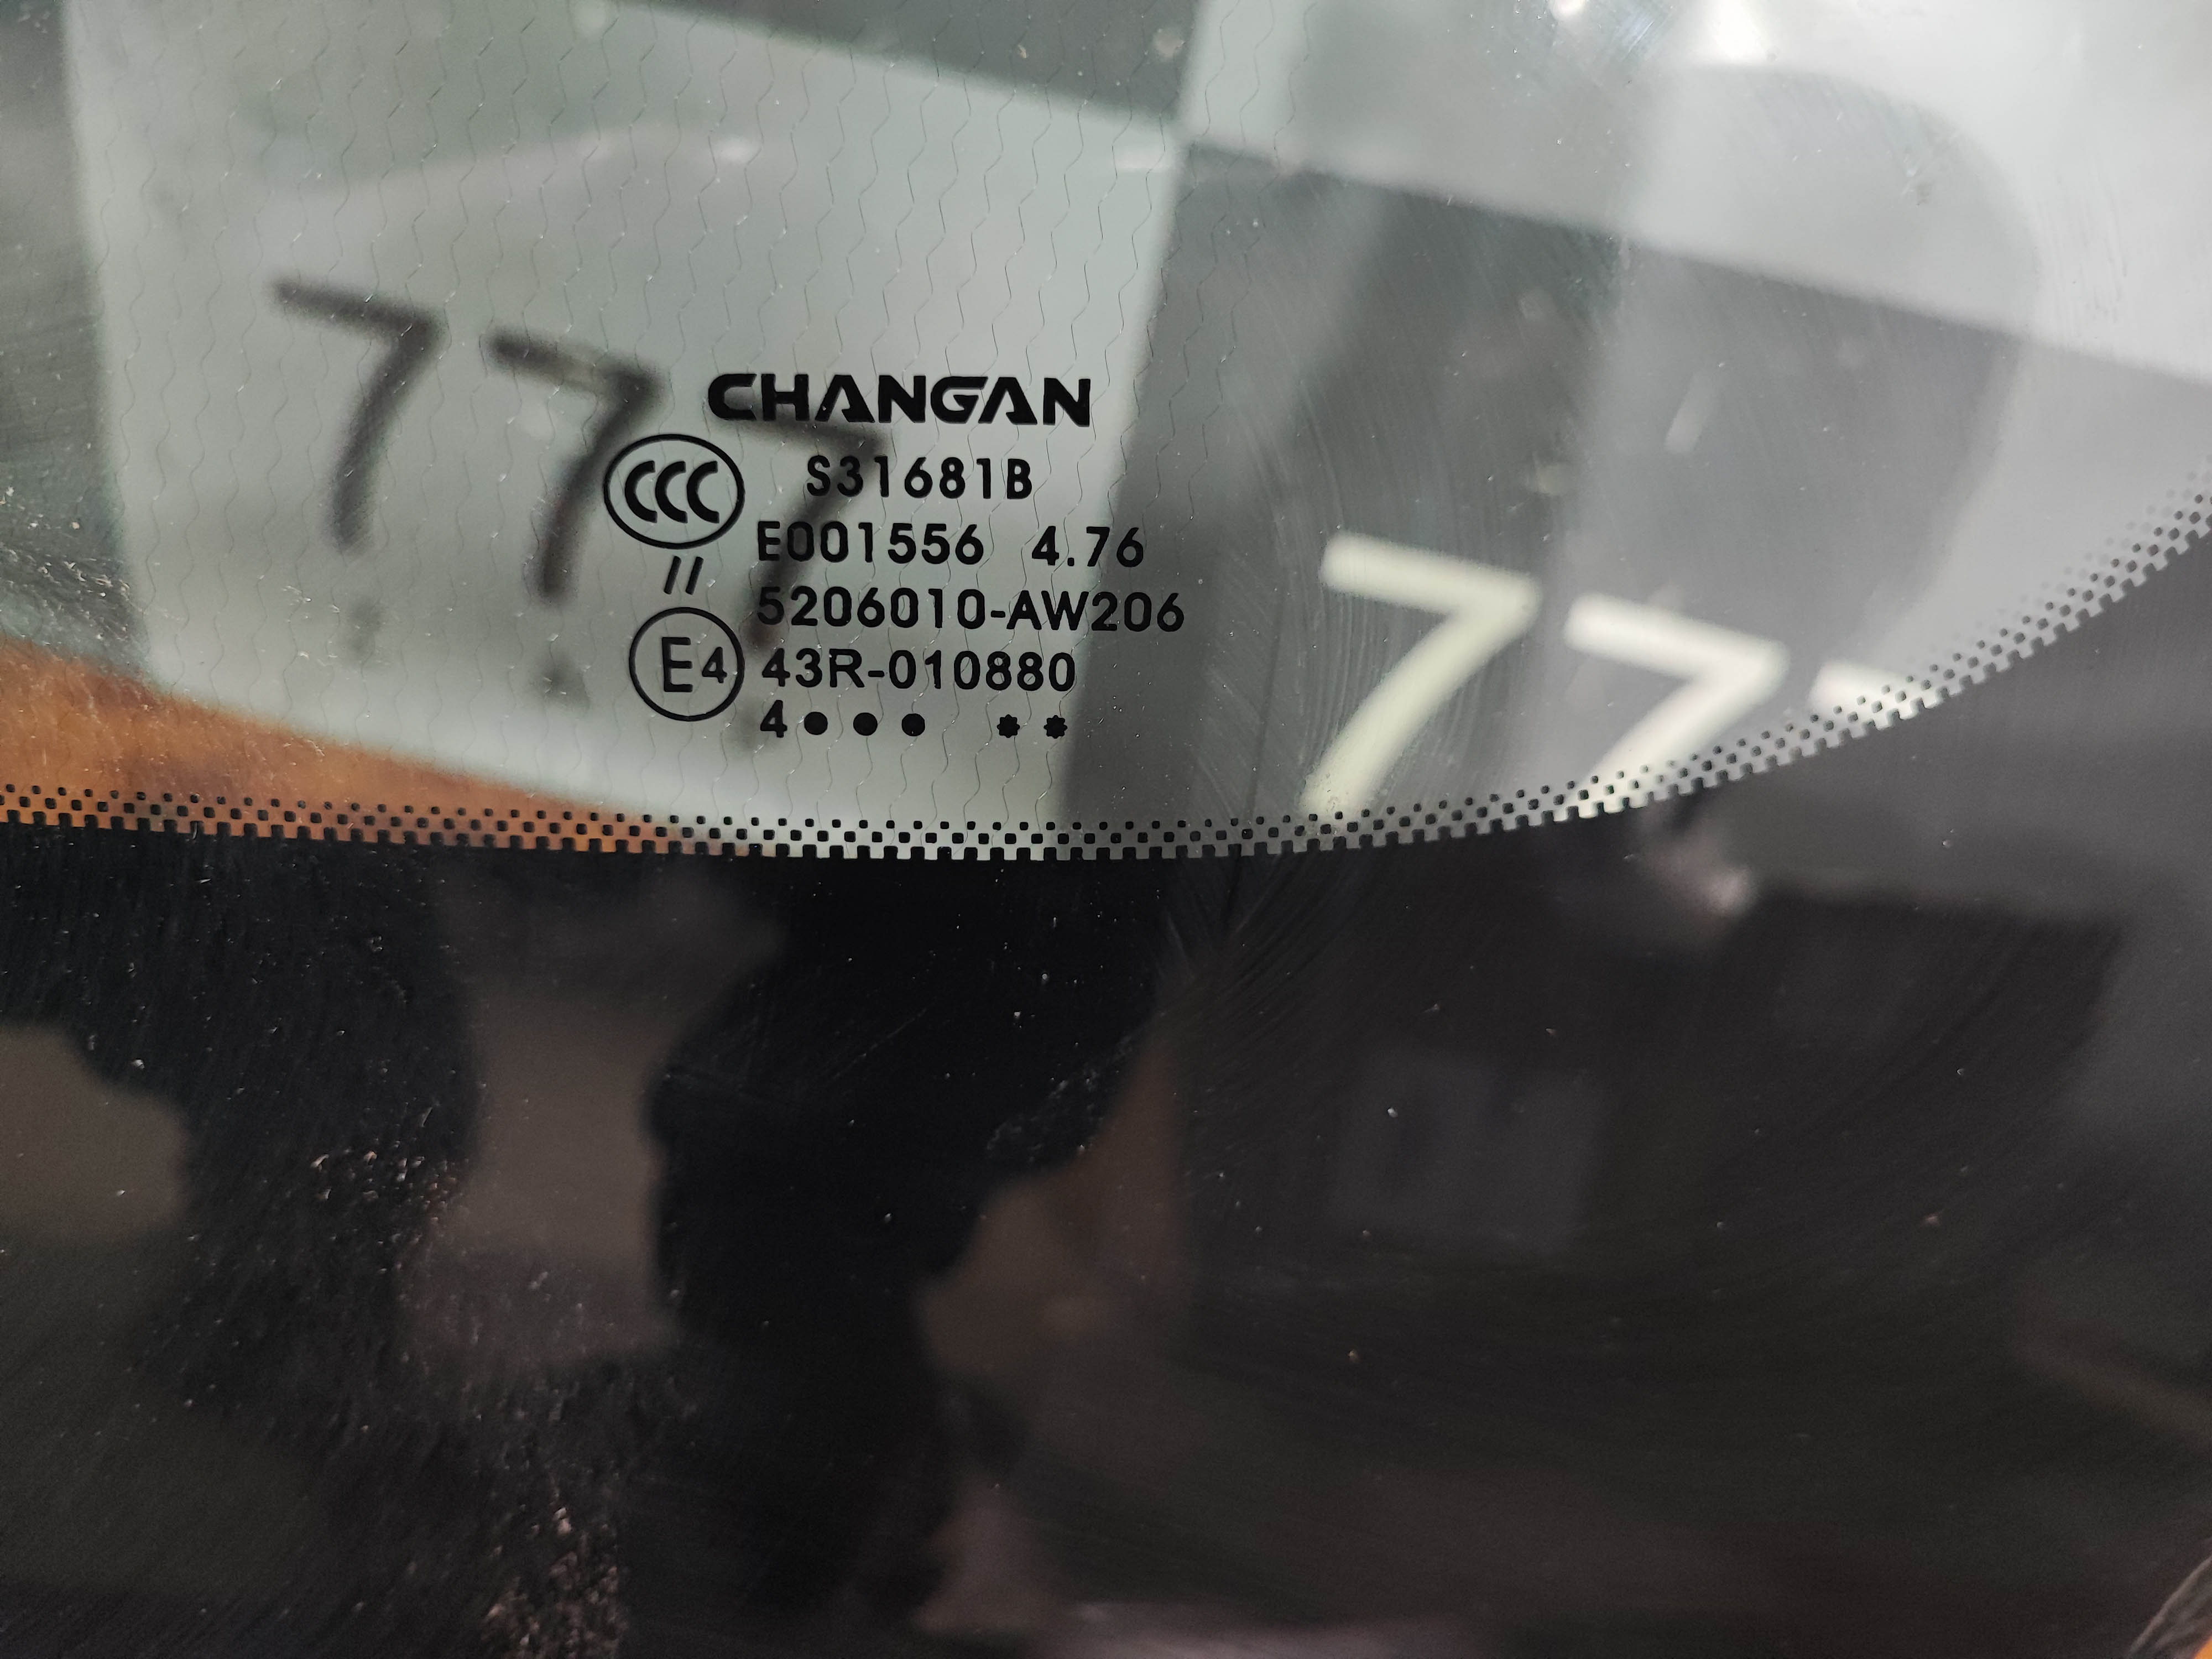 777
CHANGAN
CCC
S31681B
E001556 4.76
//
5206010-AW206
E4 43R-010880
4 ● ● ● ✱ ✱
77